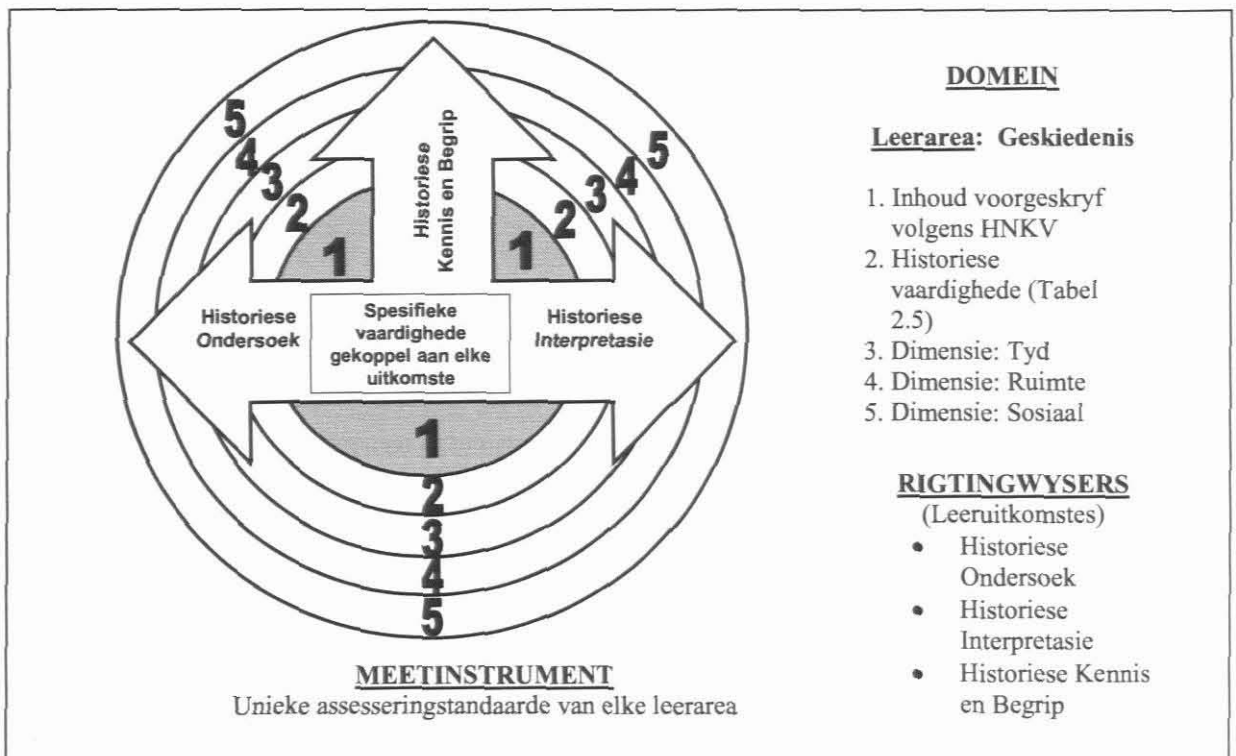 5
4
3
2
1
Historiese
Kennis en Begrip
1
2
3
4
5
Historiese
Ondersoek
Spesifieke
vaardighede
gekoppel aan elke
uitkomste
Historiese
Interpretasie
1
2
3
4
5
MEETINSTRUMENT
Unieke assesseringstandaarde van elke leerarea
DOMEIN
Leerarea: Geskiedenis
1. Inhoud voorgeskryf
volgens HNKV
2. Historiese
vaardighede (Tabel
2.5)
3. Dimensie: Tyd
4. Dimensie: Ruimte
5. Dimensie: Sosiaal
RIGTINGWYSERS
(Leeruitkomstes)
• Historiese
Ondersoek
• Historiese
Interpretasie
• Historiese Kennis
en Begrip